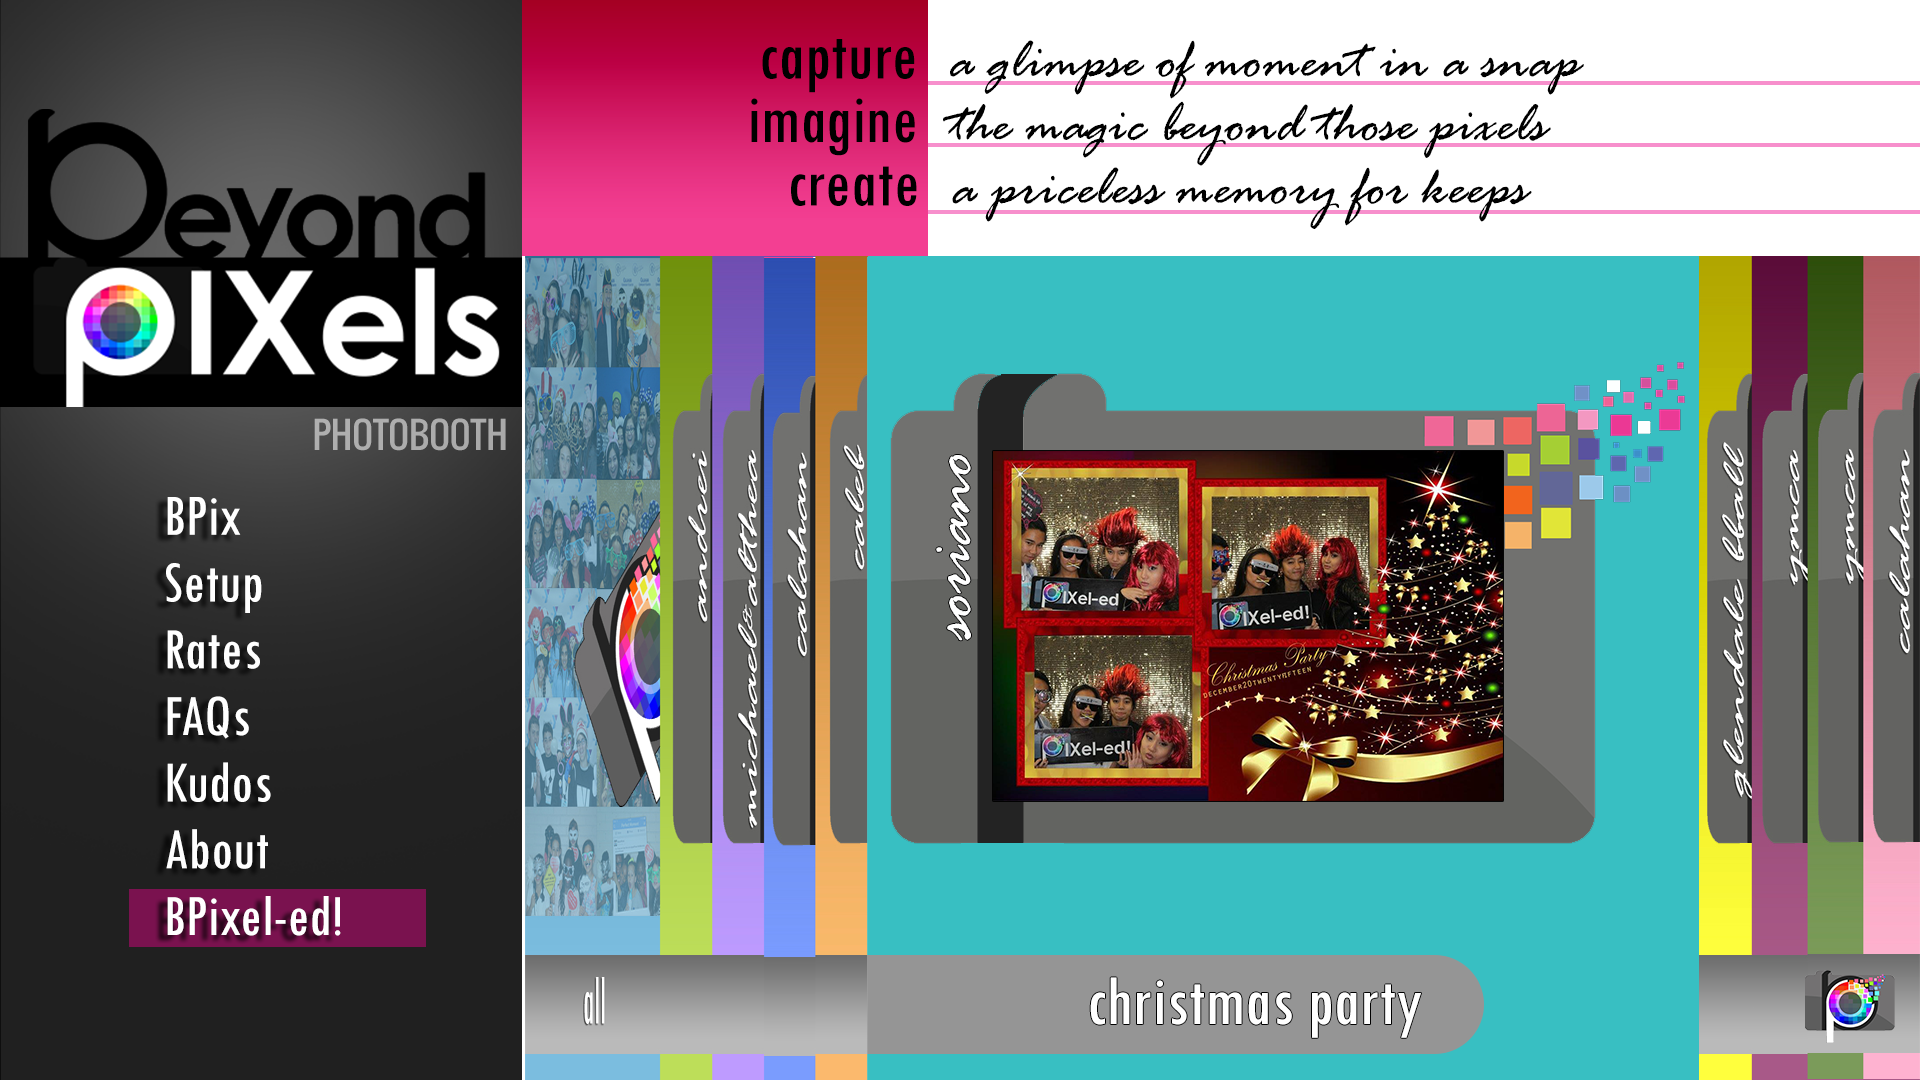 beyond
pIXels
PHOTOBOOTH
BPix
Setup
Rates
FAQs
Kudos
About
BPixel-ed!
capture a glimpse of moment in a snap
imagine the magic beyond those pixels
create a priceless memory for keeps
andrei
michael & althea
calahan
caleb
soriano
pIXel-ed
pIXel-ed!
pIXel-ed!
Christmas Party
DECEMBER20TWENTYFIFTEEN
glendale bball
ymca
ymca
calahan
all
christmas party